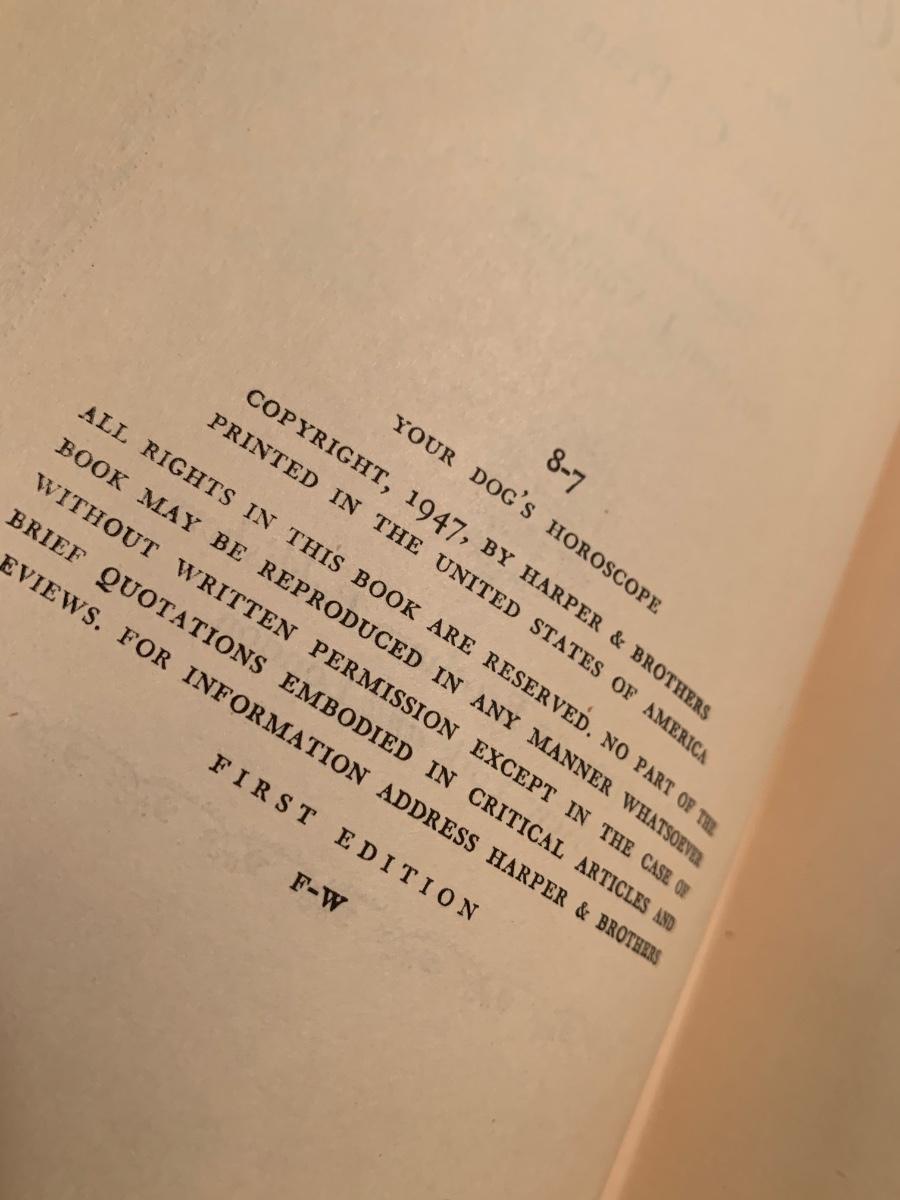 8-7
YOUR DOG'S HOROSCOPE
COPYRIGHT, 1947, BY HARPER & BROTHERS
PRINTED IN THE UNITED STATES OF AMERICA
ALL RIGHTS IN THIS BOOK ARE RESERVED. NO PART OF THE
BOOK MAY BE REPRODUCED IN ANY MANNER WHATSOEVER
WITHOUT WRITTEN PERMISSION EXCEPT IN THE CASE OF
BRIEF QUOTATIONS EMBODIED IN CRITICAL ARTICLES AND
EVIEWS. FOR INFORMATION ADDRESS HARPER & BROTHERS
FIRST EDITION
F-W